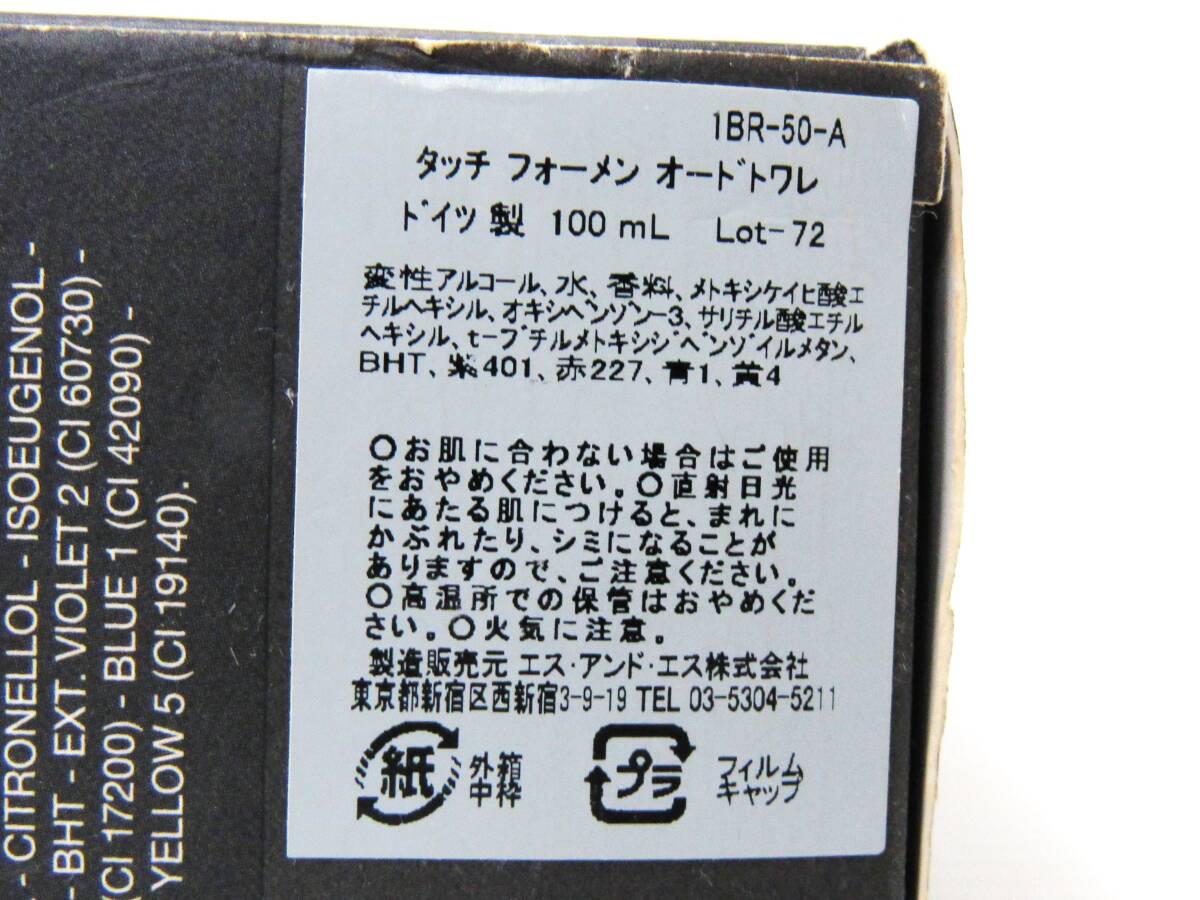 - CITRONELLOL - ISOEUGENOL -
- BHT - EXT. VIOLET 2 (CI 60730) -
(CI 17200) - BLUE 1 (CI 42090) -
YELLOW 5 (CI 19140).
1BR-50-A
タッチ フォーメン オードトワレ
ドイツ製 100 mL Lot-72
変性アルコール、水、香料、メトキシケイヒ酸エ
チルヘキシル、オキシベンゾン-3、サリチル酸エチル
ヘキシル、t-ブチルメトキシジベンゾイルメタン、
BHT、紫401、赤227、青1、黄4
○お肌に合わない場合はご使用
をおやめください。○直射日光
にあたる肌につけると、まれに
かぶれたり、シミになることが
ありますので、ご注意ください。
○高温所での保管はおやめくだ
さい。○火気に注意。
製造販売元 エス・アンド・エス株式会社
東京都新宿区西新宿3-9-19 TEL 03-5304-5211
紙 外箱
中枠
プラ フィルム
キャップ